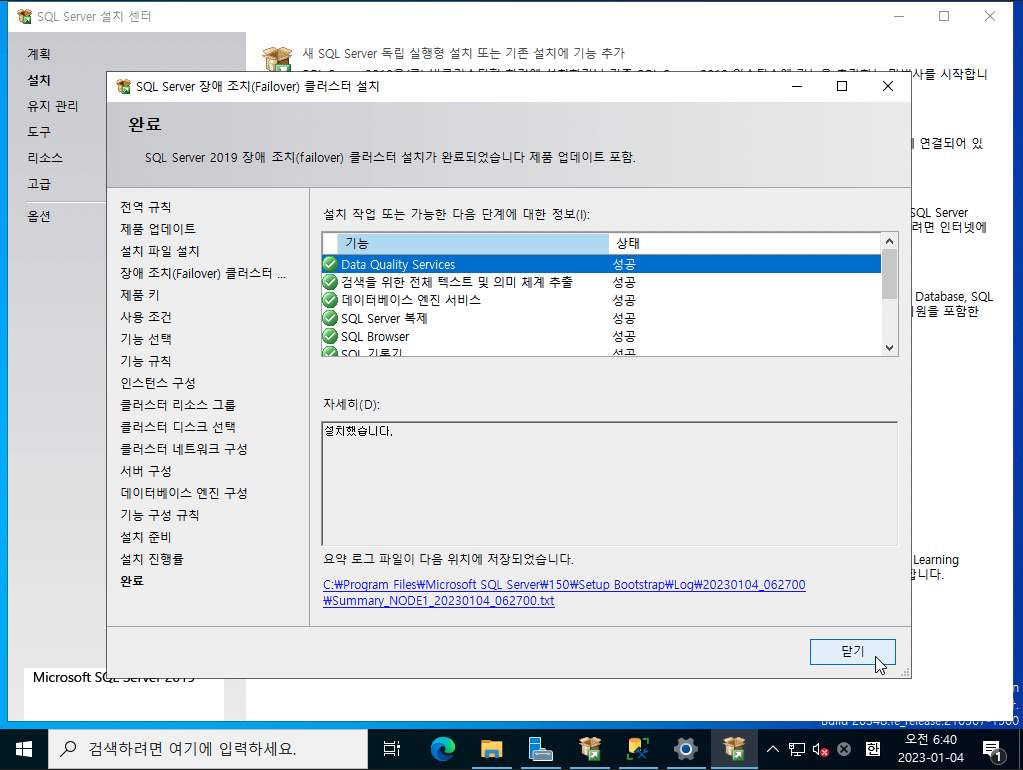 SQL Server 설치 센터
계획
설치
유지 관리
도구
리소스
고급
옵션
새 SQL Server 독립 실행형 설치 또는 기존 설치에 기능 추가
사를 시작합니
연결되어 있
SQL Server
려면 인터넷에
Database, SQL
원을 포함한
Learning
합니다.
Microsoft SQL Server 2019
SQL Server 장애 조치(Failover) 클러스터 설치
완료
SQL Server 2019 장애 조치(failover) 클러스터 설치가 완료되었습니다 제품 업데이트 포함.
전역 규칙
제품 업데이트
설치 파일 설치
장애 조치(Failover) 클러스터 ...
제품 키
사용 조건
기능 선택
기능 규칙
인스턴스 구성
클러스터 리소스 그룹
클러스터 디스크 선택
클러스터 네트워크 구성
서버 구성
데이터베이스 엔진 구성
기능 구성 규칙
설치 준비
설치 진행률
완료
설치 작업 또는 가능한 다음 단계에 대한 정보(I):
기능 상태
Data Quality Services 성공
검색을 위한 전체 텍스트 및 의미 체계 추출 성공
데이터베이스 엔진 서비스 성공
SQL Server 복제 성공
SQL Browser 성공
SQL 기록기 성공
자세히(D):
설치했습니다.
요약 로그 파일이 다음 위치에 저장되었습니다.
C:₩Program Files₩Microsoft SQL Server₩150₩Setup Bootstrap₩Log₩20230104_062700
₩Summary_NODE1_20230104_062700.txt
닫기
Build 20348.fe_release.210507-1500
검색하려면 여기에 입력하세요.
한
오전 6:40
2023-01-04
1